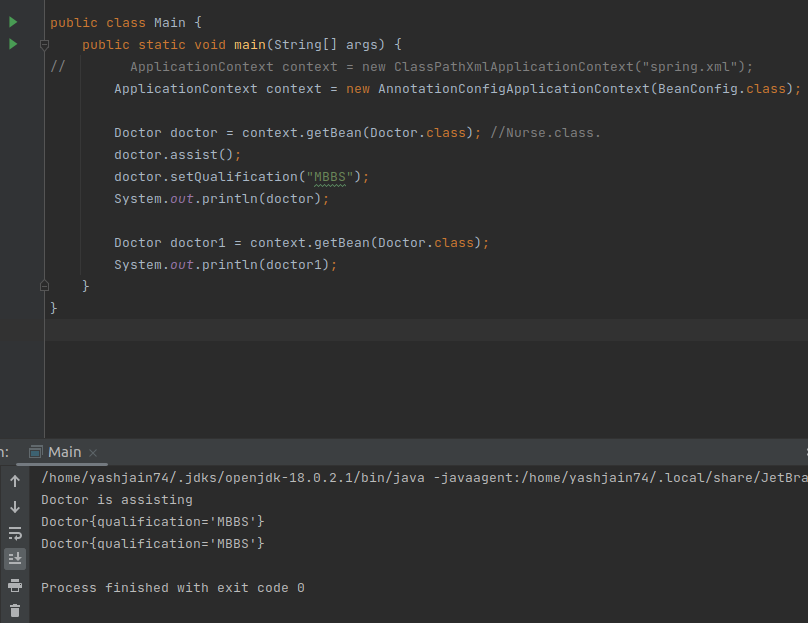 public class Main {
public static void main(String[] args) {
//        ApplicationContext context = new ClassPathXmlApplicationContext("spring.xml");
ApplicationContext context = new AnnotationConfigApplicationContext(BeanConfig.class);
Doctor doctor = context.getBean(Doctor.class); //Nurse.class.
doctor.assist();
doctor.setQualification("MBBS");
System.out.println(doctor);
Doctor doctor1 = context.getBean(Doctor.class);
System.out.println(doctor1);
}
}
Main
/home/yashjain74/.jdks/openjdk-18.0.2.1/bin/java -javaagent:/home/yashjain74/.local/share/JetBra
Doctor is assisting
Doctor{qualification='MBBS'}
Doctor{qualification='MBBS'}
Process finished with exit code 0